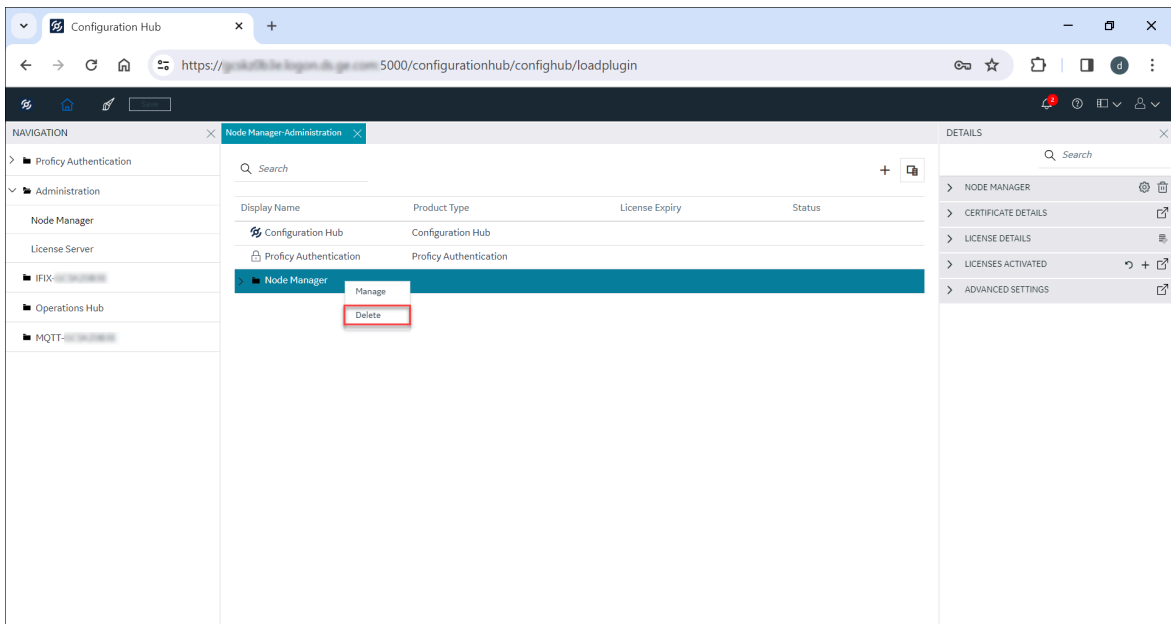 Configuration Hub
https:// 5000/configurationhub/confighub/loadplugin
d
Save
2
NAVIGATION
Proficy Authentication
Administration
Node Manager
License Server
IFIX-
Operations Hub
MQTT-
Node Manager-Administration
Search
Display Name Product Type License Expiry Status
Configuration Hub Configuration Hub
Proficy Authentication Proficy Authentication
Node Manager
Manage
Delete
DETAILS
Search
NODE MANAGER
CERTIFICATE DETAILS
LICENSE DETAILS
LICENSES ACTIVATED
ADVANCED SETTINGS